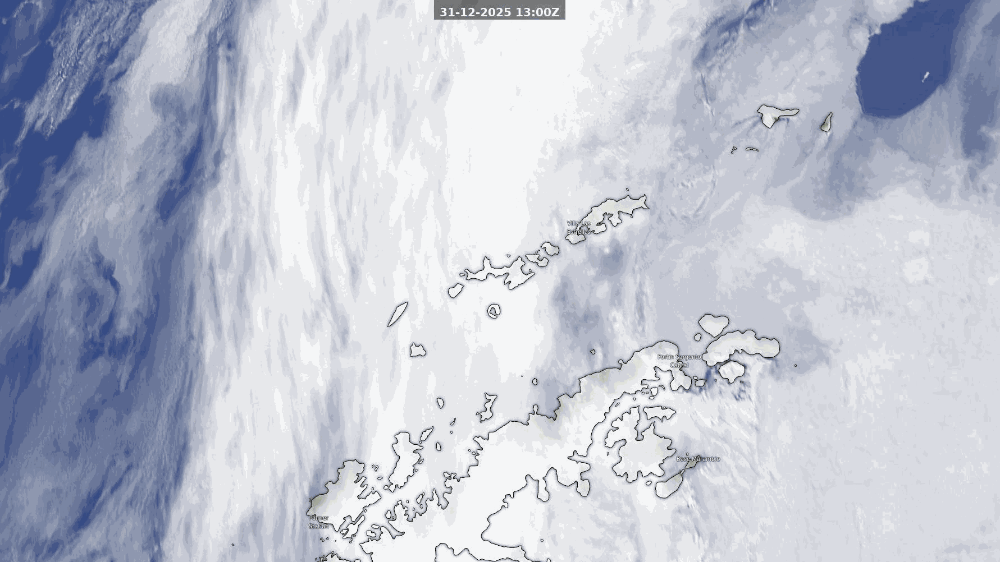 31-12-2025 13:00Z
Villa Las
Estrellas
Fortín Sargento
Cabral
Base Marambio
Palmer
Station